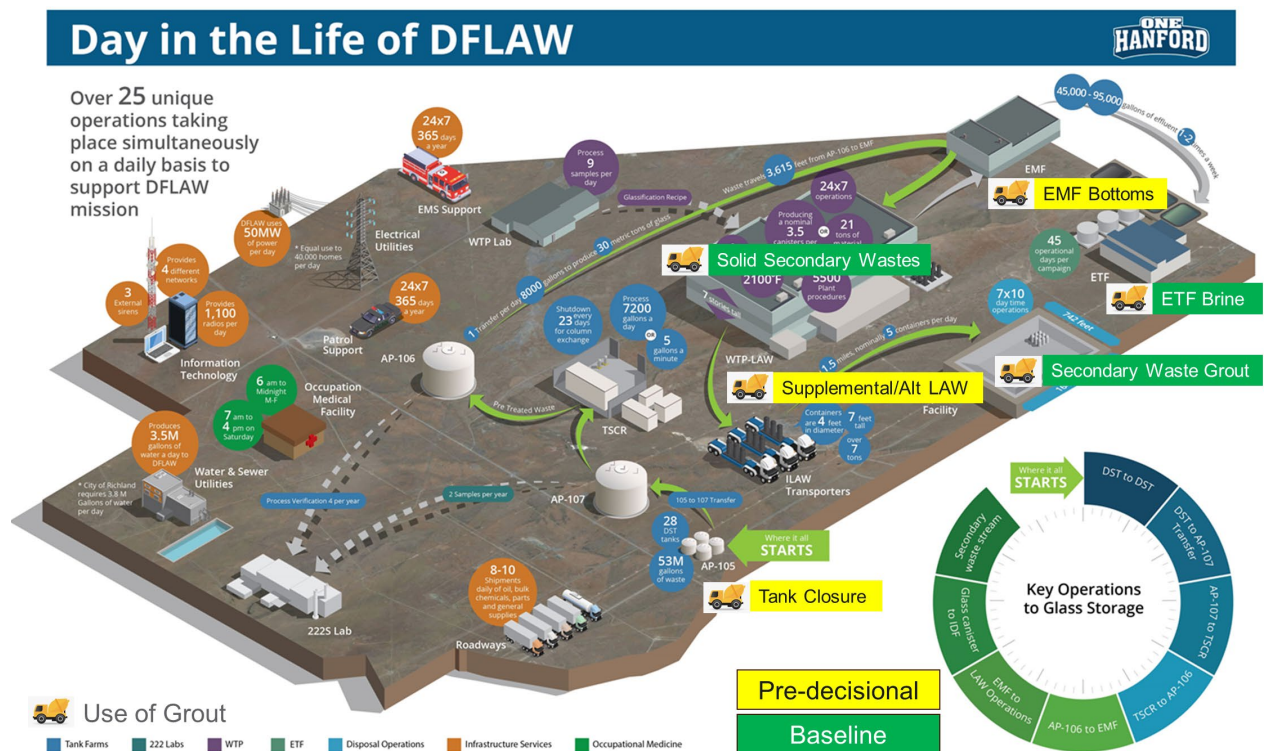 Day in the Life of DFLAW
ONE
HANFORD
Over 25 unique
operations taking
place simultaneously
on a daily basis to
support DFLAW
mission
24x7
365 days
a year
EMS Support
Process
9
samples per
day
WTP Lab
Glassification Recipe
Waste travels 3,615 feet from AP-106 to EMF
45,000 - 95,000 gallons of effluent 1-2 times a week
EMF
EMF Bottoms
24x7
operations
Producing
a nominal
3.5
canisters per
OR
21
tons of
material
Solid Secondary Wastes
2100°F
5500
Plant
procedures
7 stories tall
WTP-LAW
45
operational
days per
campaign
ETF
ETF Brine
7x10
day time
operations
742 feet
Secondary Waste Grout
Facility
DFLAW uses
50MW
of power
per day
* Equal use to
40,000 homes
per day
Electrical
Utilities
Provides
4 different
networks
3
External
sirens
Provides
1,100
radios per
day
Information
Technology
24x7
365 days
a year
Patrol
Support
1 Transfer per day 8000 gallons to produce 30 metric tons of glass
AP-106
Shutdown
every
23 days
for column
exchange
Process
7200
gallons a
day
OR
5
gallons a
minute
TSCR
Pre Treated Waste
1.5 miles, nominally 5 containers per day
Supplemental/Alt LAW
Containers
are 4 feet
in diameter
7 feet
tall
over
7
tons
ILAW
Transporters
6 am to
Midnight
M-F
7 am to
4 pm on
Saturday
Occupation
Medical
Facility
Produces
3.5M
gallons of
water a day to
DFLAW
Water & Sewer
Utilities
* City of Richland
requires 3.8 M
Gallons of water
per day
Process Verification 4 per year
2 Samples per year
AP-107
105 to 107 Transfer
28
DST
tanks
53M
gallons
of waste
AP-105
Where it all
STARTS
Tank Closure
222S Lab
8-10
Shipments
daily of oil, bulk
chemicals, parts
and general
supplies
Roadways
Where it all
STARTS
DST to DST
DST to AP-107
Transfer
AP-107 to TSCR
TSCR to AP-106
AP-106 to EMF
EMF to
LAW Operations
Glass canister
to IDF
Secondary
waste stream
Key Operations
to Glass Storage
Pre-decisional
Baseline
Use of Grout
Tank Farms
222 Labs
WTP
ETF
Disposal Operations
Infrastructure Services
Occupational Medicine